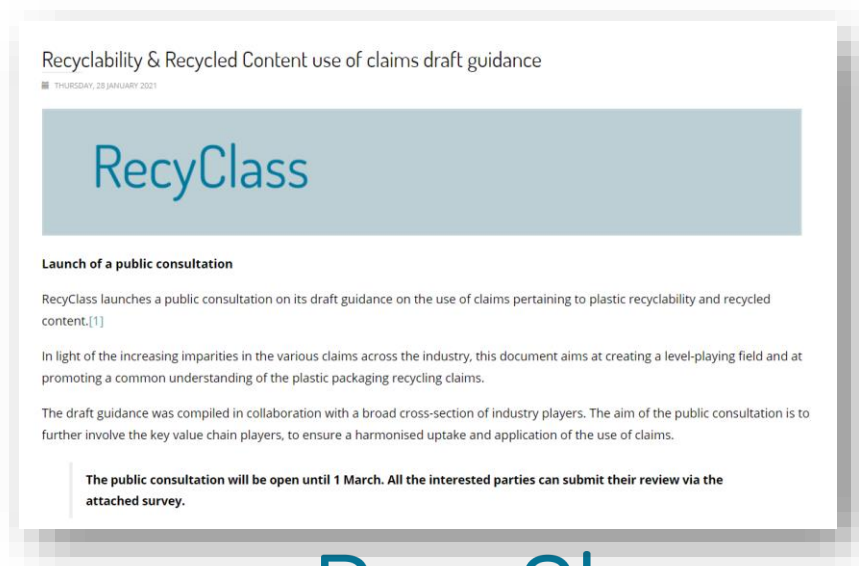 Recyclability & Recycled Content use of claims draft guidance
THURSDAY, 28 JANUARY 2021
RecyClass
Launch of a public consultation
RecyClass launches a public consultation on its draft guidance on the use of claims pertaining to plastic recyclability and recycled
content.[1]
In light of the increasing imparities in the various claims across the industry, this document aims at creating a level-playing field and at
promoting a common understanding of the plastic packaging recycling claims.
The draft guidance was compiled in collaboration with a broad cross-section of industry players. The aim of the public consultation is to
further involve the key value chain players, to ensure a harmonised uptake and application of the use of claims.
The public consultation will be open until 1 March. All the interested parties can submit their review via the
attached survey.